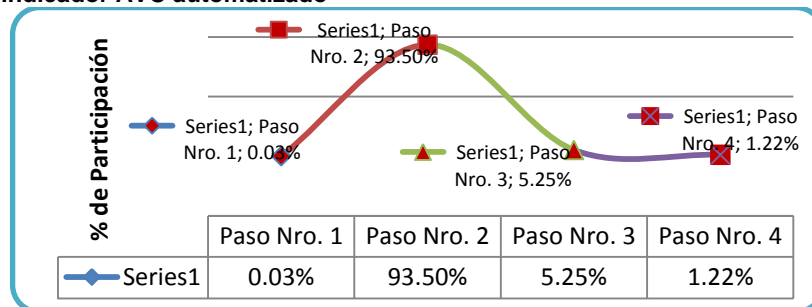 Indicador AVS automatizado
% de Participación
Series1; Paso
Nro. 2; 93.50%
Series1; Paso
Nro. 1; 0.03%
Series1; Paso
Nro. 3; 5.25%
Series1; Paso
Nro. 4; 1.22%
Paso Nro. 1 Paso Nro. 2 Paso Nro. 3 Paso Nro. 4
Series1 0.03% 93.50% 5.25% 1.22%